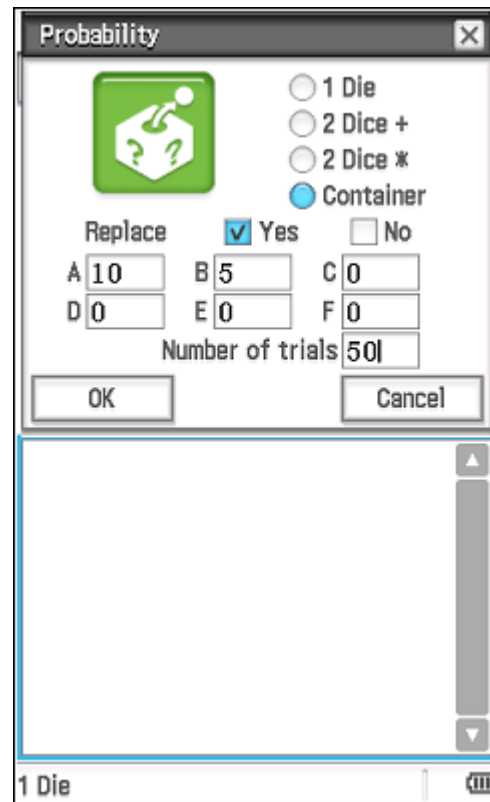 Probability
1 Die
2 Dice +
2 Dice *
Container
Replace Yes No
A 10 B 5 C 0
D 0 E 0 F 0
Number of trials 50
OK Cancel
1 Die